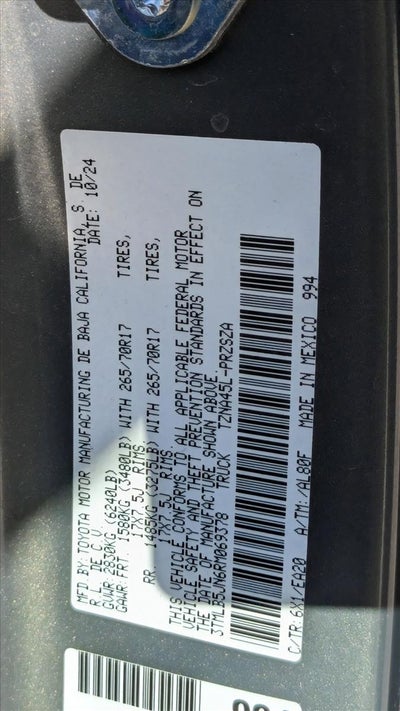 MFD.BY:TOYOTA MOTOR MANUFACTURING DE BAJA CALIFORNIA, S. DE
R.L. DE C.V. DATE: 10/24
GVWR:2830KG (6240LB)
GAWR:FRT. 1580KG (3480LB) WITH 265/70R17 TIRES,
17X7.5J RIMS
RR. 1485KG (3275LB) WITH 265/70R17 TIRES,
17X7.5J RIMS
THIS VEHICLE CONFORMS TO ALL APPLICABLE FEDERAL MOTOR
VEHICLE SAFETY AND THEFT PREVENTION STANDARDS IN EFFECT ON
THE DATE OF MANUFACTURE SHOWN ABOVE.
3TMLB5JN6RM069378 TRUCK TZNA45L-PRZSZA
C/TR:6X1/EA20 A/TM:/AL80F MADE IN MEXICO 994